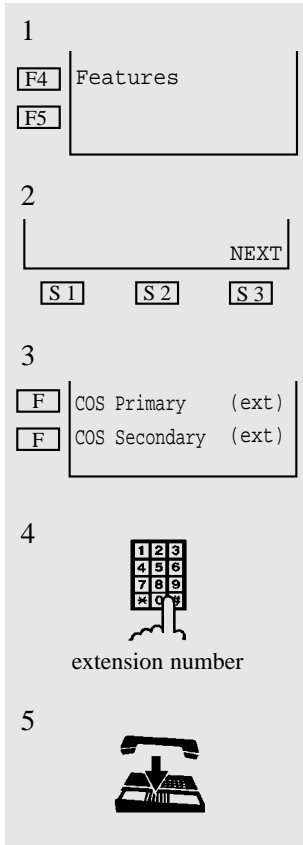 1
F4 Features
F5
2
NEXT
S 1 S 2 S 3
3
F COS Primary (ext)
F COS Secondary (ext)
4
1 2 3
4 5 6
7 8 9
* 0 #
extension number
5